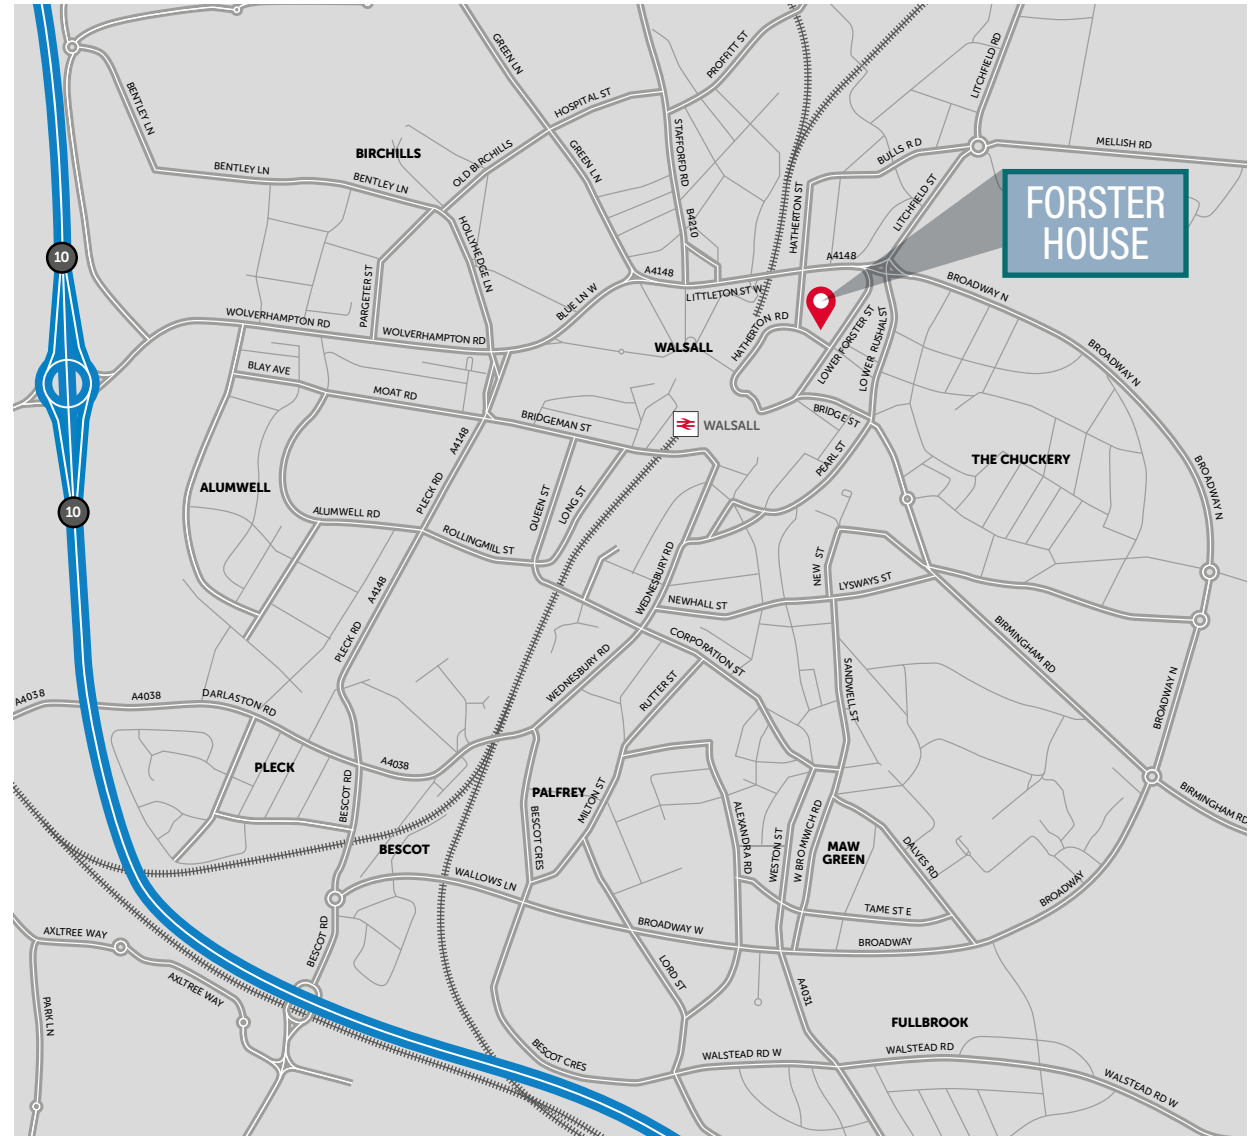 GREEN LN
PROFFITT ST
LITCHFIELD RD
BENTLEY LN
HOSPITAL ST
STAFFORED RD
GREEN LN
BULLS R D
MELLISH RD
BIRCHILLS
OLD BIRCHILLS
BENTLEY LN
BENTLEY LN
HATHERTON ST
LITCHFIELD ST
FORSTER
HOUSE
B4210
HOLLYHEDGE LN
10
A4148
A4148
PARGETER ST
BLUE LN W
LITTLETON ST W
BROADWAY N
WOLVERHAMPTON RD
WOLVERHAMPTON RD
HATHERTON RD
WALSALL
LOWER FORSTER ST
LOWER RUSHALST
BROADWAY N
BLAY AVE
MOAT RD
BRIDGEMAN ST
WALSALL
BRIDGE ST
A4148
PEARL ST
THE CHUCKERY
BROADWAY N
ALUMWELL
PLECK RD
QUEEN ST
LONG ST
10
ALUMWELL RD
ROLLINGMILL ST
WEDNESBURY RD
NEW ST
LYSWAYS ST
A4148
NEWHALL ST
PLECK RD
CORPORATION ST
BIRMINGHAM RD
WEDNESBURY RD
RUTTER ST
SANDWELL ST
BROADWAY N
A4038
A4038
DARLASTON RD
PLECK
A4038
BESCOT RD
PALFREY
MILTON ST
BESCOT CRES
ALEXANDRA RD
WESTON ST
W BROMWICH RD
MAW
GREEN
DALVES RD
BIRMINGHAM RD
BESCOT
WALLOWS LN
BROADWAY
TAME ST E
BROADWAY W
BROADWAY
AXLTREE WAY
BESCOT RD
AXLTREE WAY
LORD ST
A4031
PARK LN
FULLBROOK
BESCOT CRES
WALSTEAD RD W
WALSTEAD RD
WALSTEAD RD W